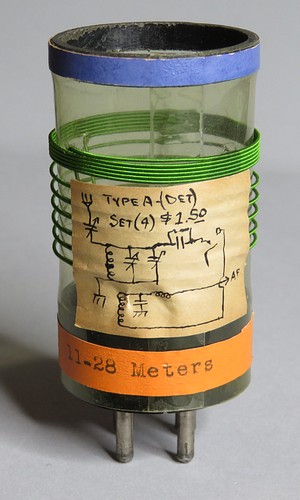 TYPE A-(DET)
SET(4) $1.50
AF
11-28 Meters